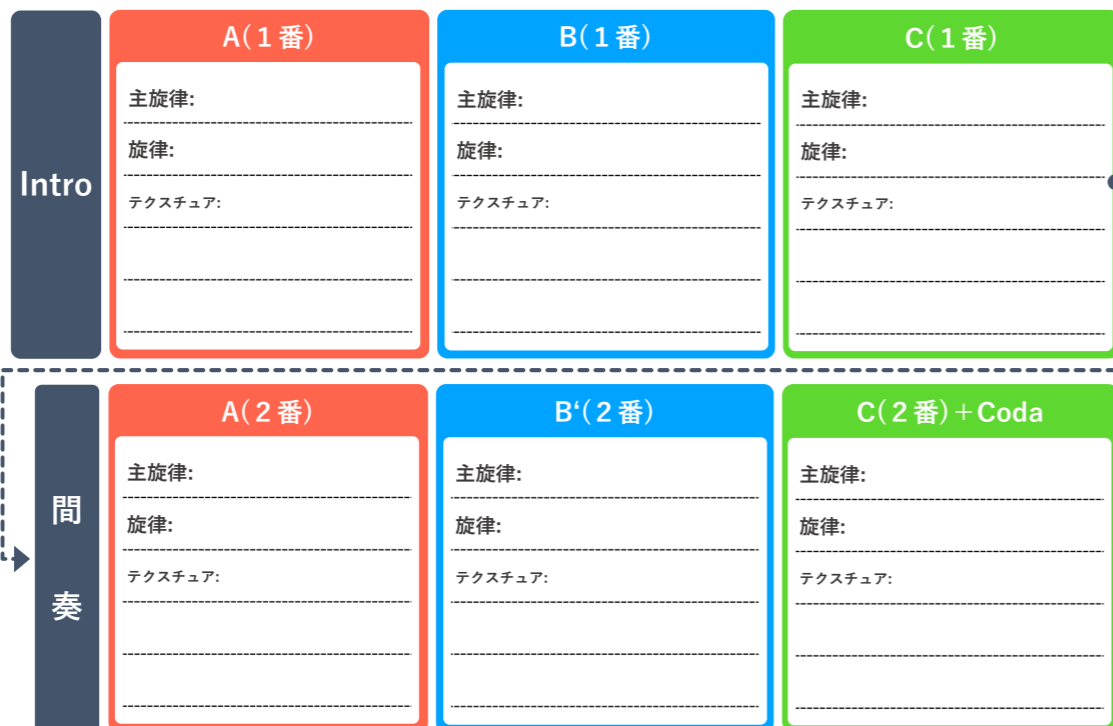 Intro
A(1番)
主旋律:
旋律:
テクスチュア:
B(1番)
主旋律:
旋律:
テクスチュア:
C(1番)
主旋律:
旋律:
テクスチュア:
間
奏
A(2番)
主旋律:
旋律:
テクスチュア:
B‘(2番)
主旋律:
旋律:
テクスチュア:
C(2番)+Coda
主旋律:
旋律:
テクスチュア: